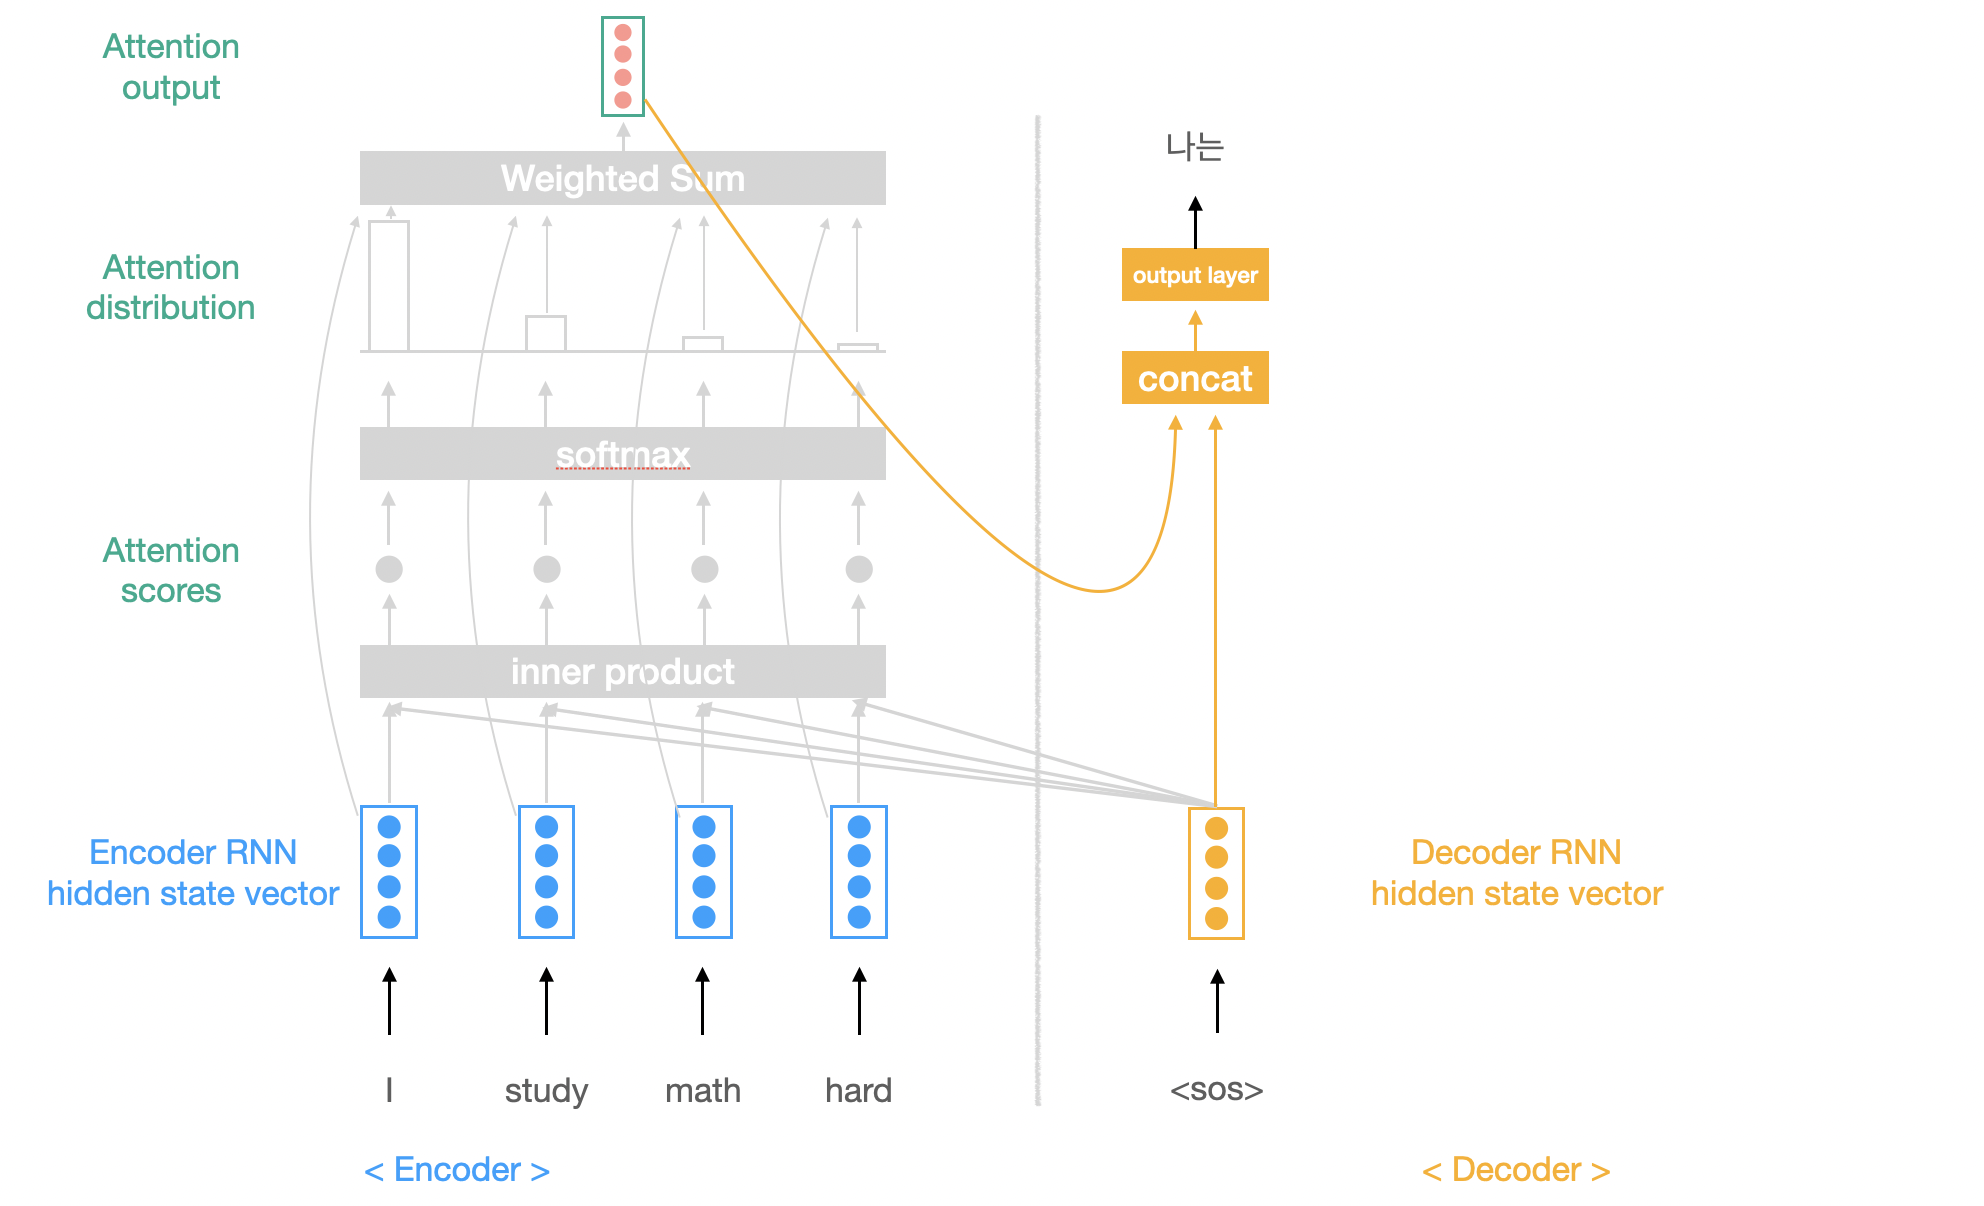 Attention
output
Weighted Sum
Attention
distribution
softmax
Attention
scores
inner product
Encoder RNN
hidden state vector
I
study
math
hard
< Encoder >
나는
output layer
concat
Decoder RNN
hidden state vector
<sos>
< Decoder >